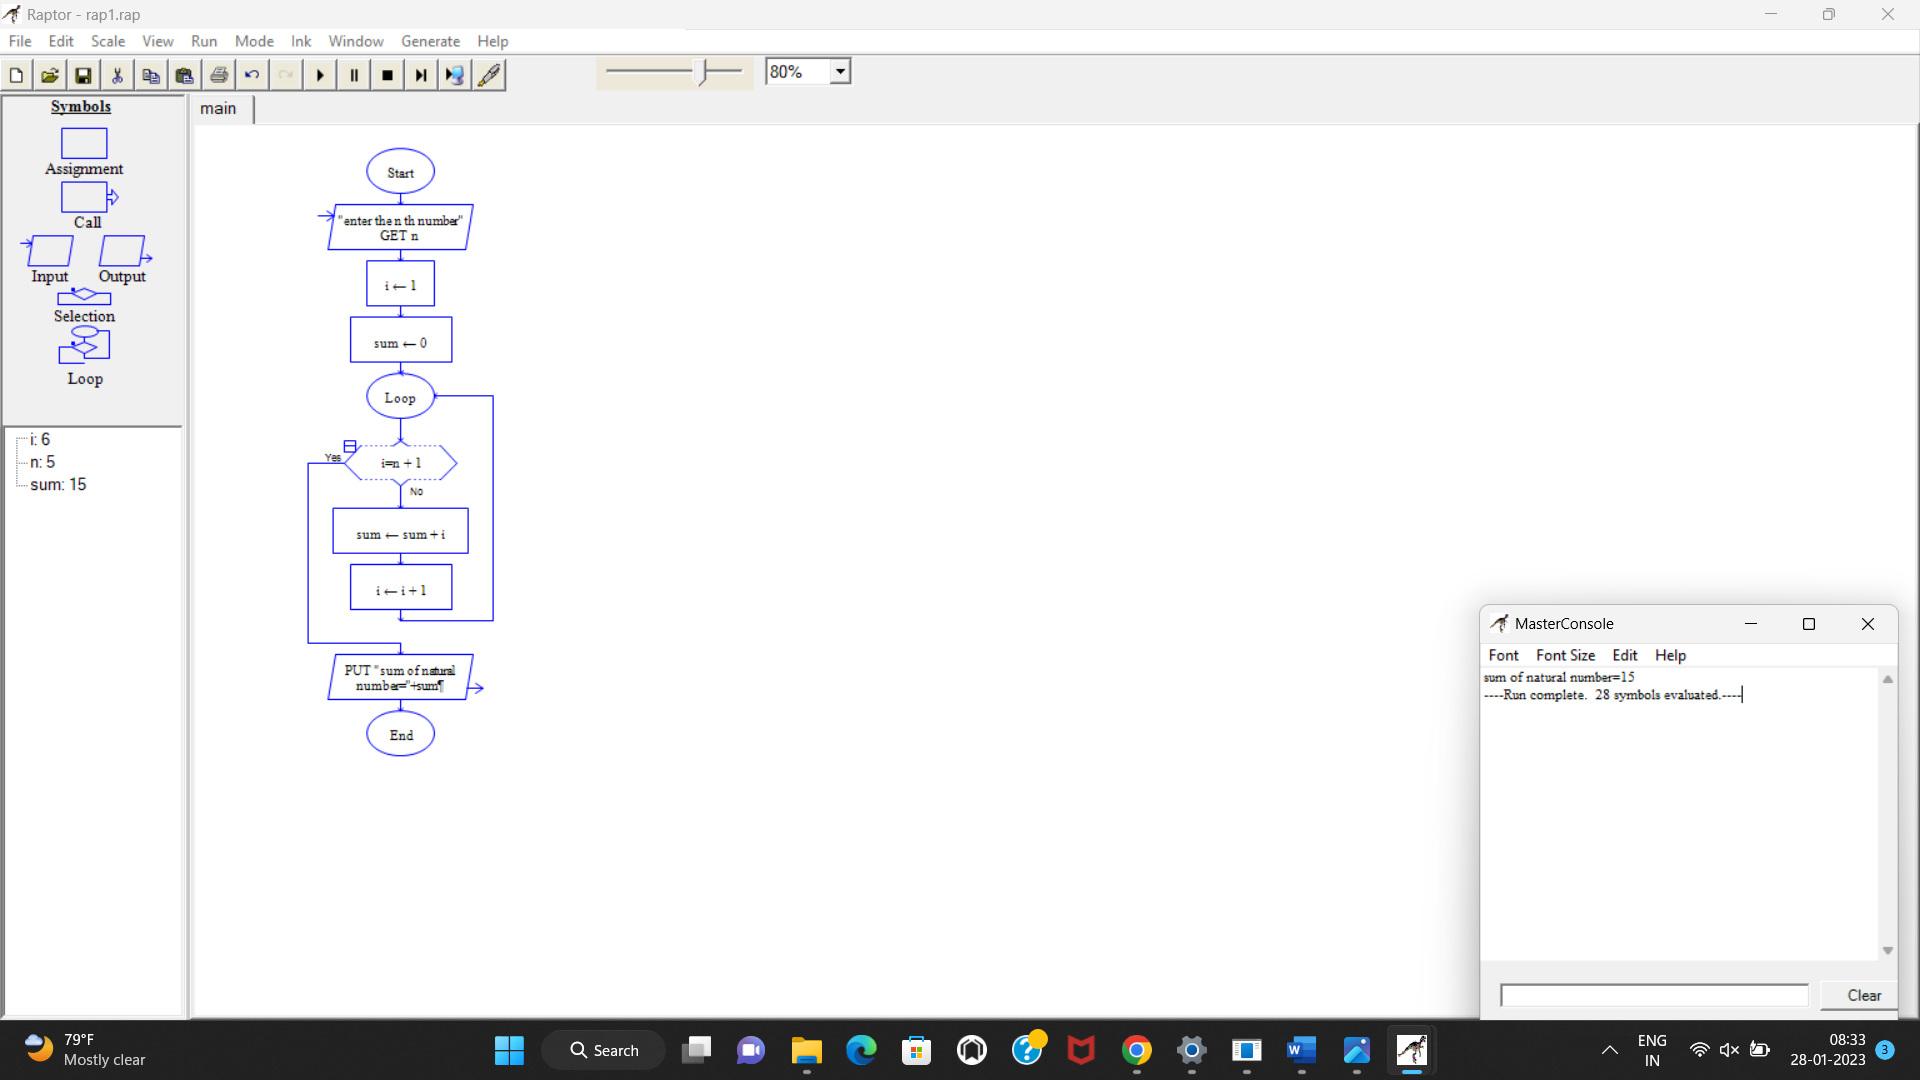 Raptor - rap1.rap
File Edit Scale View Run Mode Ink Window Generate Help
80%
Symbols
Assignment
Call
Input Output
Selection
Loop
i: 6
n: 5
sum: 15
main
Start
"enter the n th number"
GET n
i ← 1
sum ← 0
Loop
Yes
i=n + 1
No
sum ← sum + i
i ← i + 1
PUT "sum of natural
number="+sum¶
End
MasterConsole
Font Font Size Edit Help
sum of natural number=15
----Run complete. 28 symbols evaluated.----
Clear
79°F
Mostly clear
Search
ENG
IN
08:33
28-01-2023
3